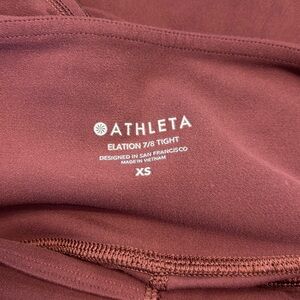 ATHLETA
ELATION 7/8 TIGHT
DESIGNED IN SAN FRANCISCO
MADE IN VIETNAM
XS